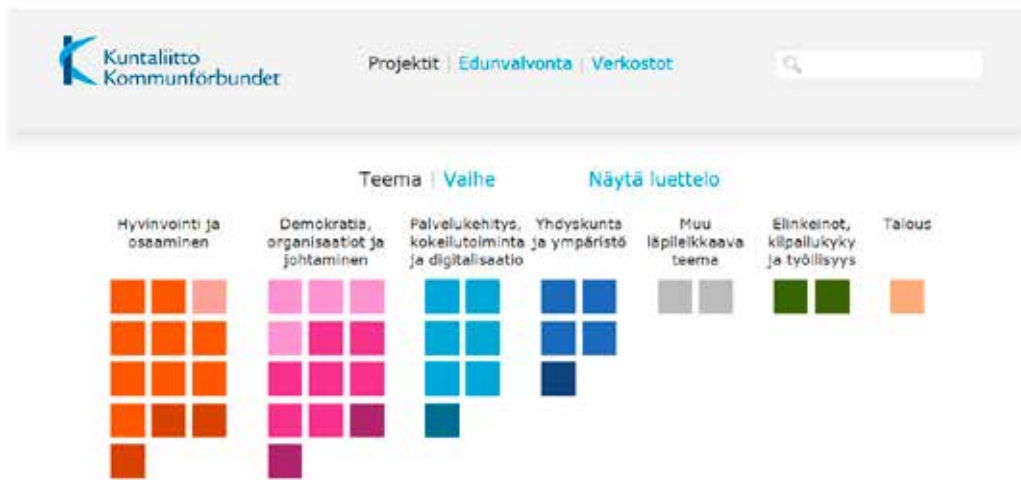 Kuntaliitto
Kommunförbundet
Projektit | Edunvalvonta | Verkostot
Teema | Vaihe
Näytä luettelo
Hyvinvointi ja
osaaminen
Demokratia,
organisaatiot ja
johtaminen
Palvelukehitys,
kokeilutoiminta
ja digitalisaatio
Yhdyskunta
ja ympäristö
Muu
läpileikkaava
teema
Elinkeinot,
kilpailukyky
ja työllisyys
Talous